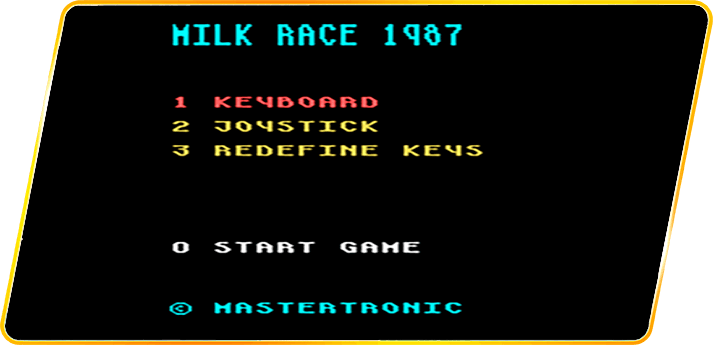 MILK RACE 1987
1 KEYBOARD
2 JOYSTICK
3 REDEFINE KEYS
0 START GAME
© MASTERTRONIC